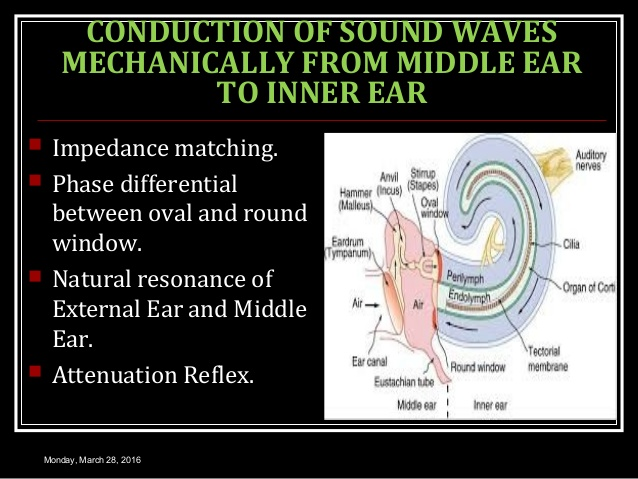 CONDUCTION OF SOUND WAVES
MECHANICALLY FROM MIDDLE EAR
TO INNER EAR
Impedance matching.
Phase differential
between oval and round
window.
Natural resonance of
External Ear and Middle
Ear.
Attenuation Reflex.
Auditory
nerves
Stirrup
(Stapes)
Anvil
(Incus)
Oval
window
Hammer
(Malleus)
Eardrum
(Tympanum)
Cilia
Perilymph
Endolymph
Organ of Corti
Air
Air
Tectorial
membrane
Ear canal
Round window
Eustachian tube
Middle ear
Inner ear
Monday, March 28, 2016